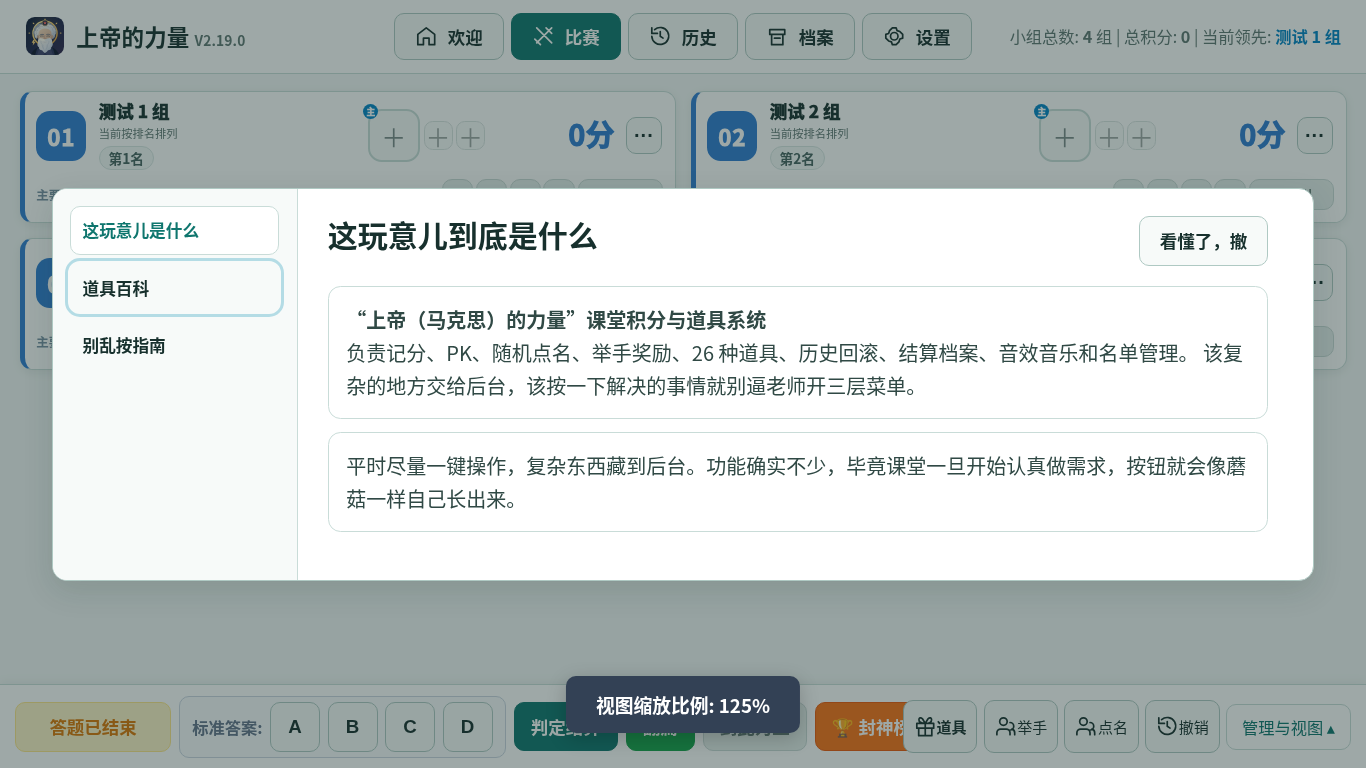 上帝的力量 V2.19.0
欢迎
比赛
历史
档案
设置
小组总数: 4 组 | 总积分: 0 | 当前领先: 测试 1 组
01
测试 1 组
当前按排名排列
第1名
主
0分
...
02
测试 2 组
当前按排名排列
第2名
主
0分
...
这玩意儿是什么
道具百科
别乱按指南
这玩意儿到底是什么
看懂了，撤
“上帝（马克思）的力量”课堂积分与道具系统
负责记分、PK、随机点名、举手奖励、26 种道具、历史回滚、结算档案、音效音乐和名单管理。 该复
杂的地方交给后台，该按一下解决的事情就别逼老师开三层菜单。
平时尽量一键操作，复杂东西藏到后台。功能确实不少，毕竟课堂一旦开始认真做需求，按钮就会像蘑
菇一样自己长出来。
视图缩放比例: 125%
答题已结束
标准答案:
A
B
C
D
判定
封神
道具
举手
点名
撤销
管理与视图▴